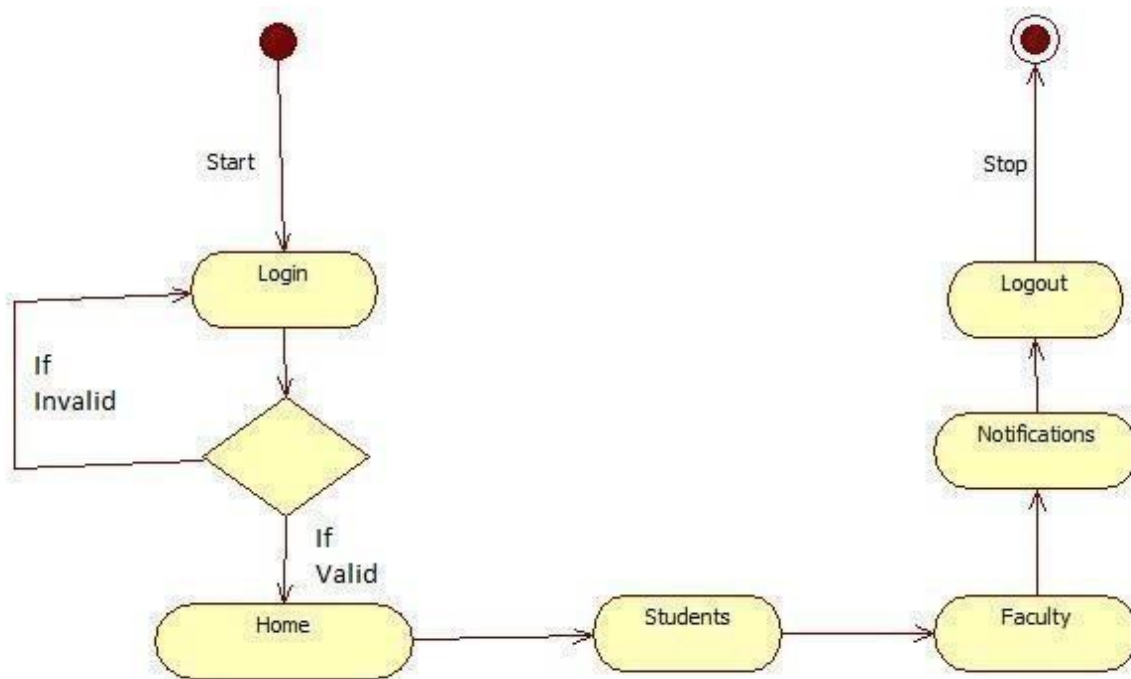 Start
Login
If
Invalid
If
Valid
Home
Students
Faculty
Notifications
Logout
Stop